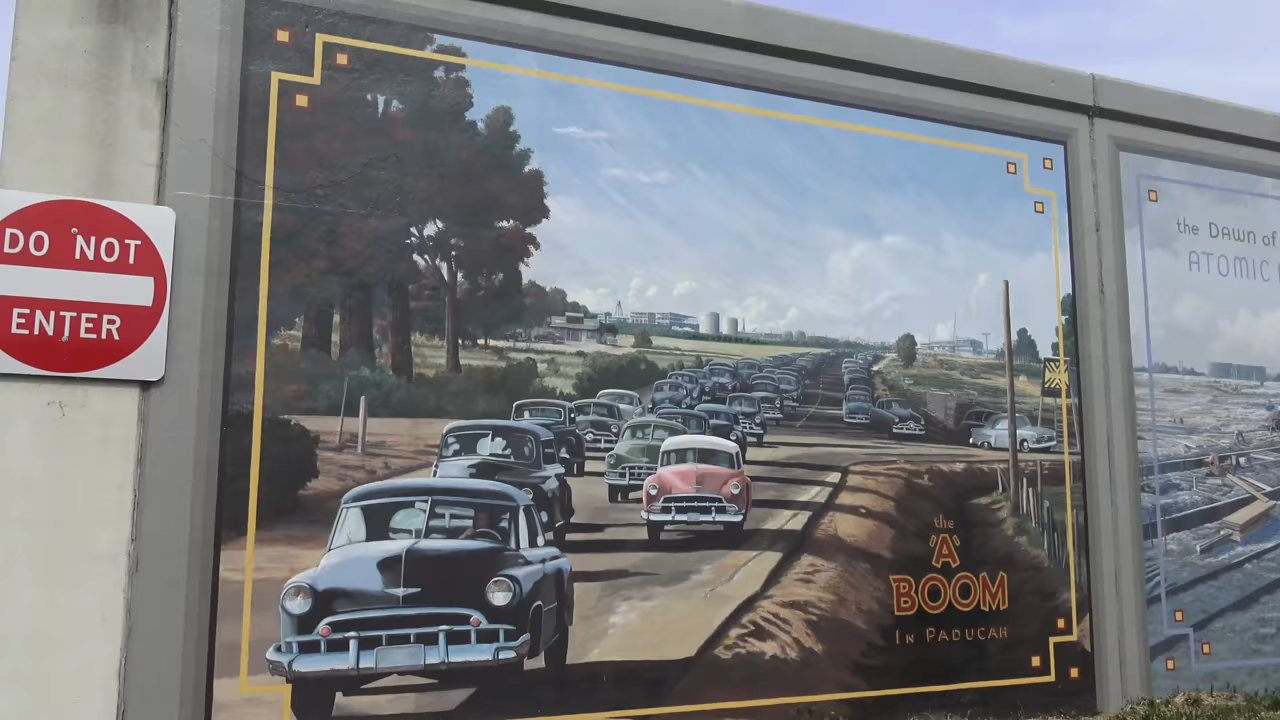 DO NOT
ENTER
the
'A'
BOOM
IN PADUCAH
the DAWN of
ATOMIC